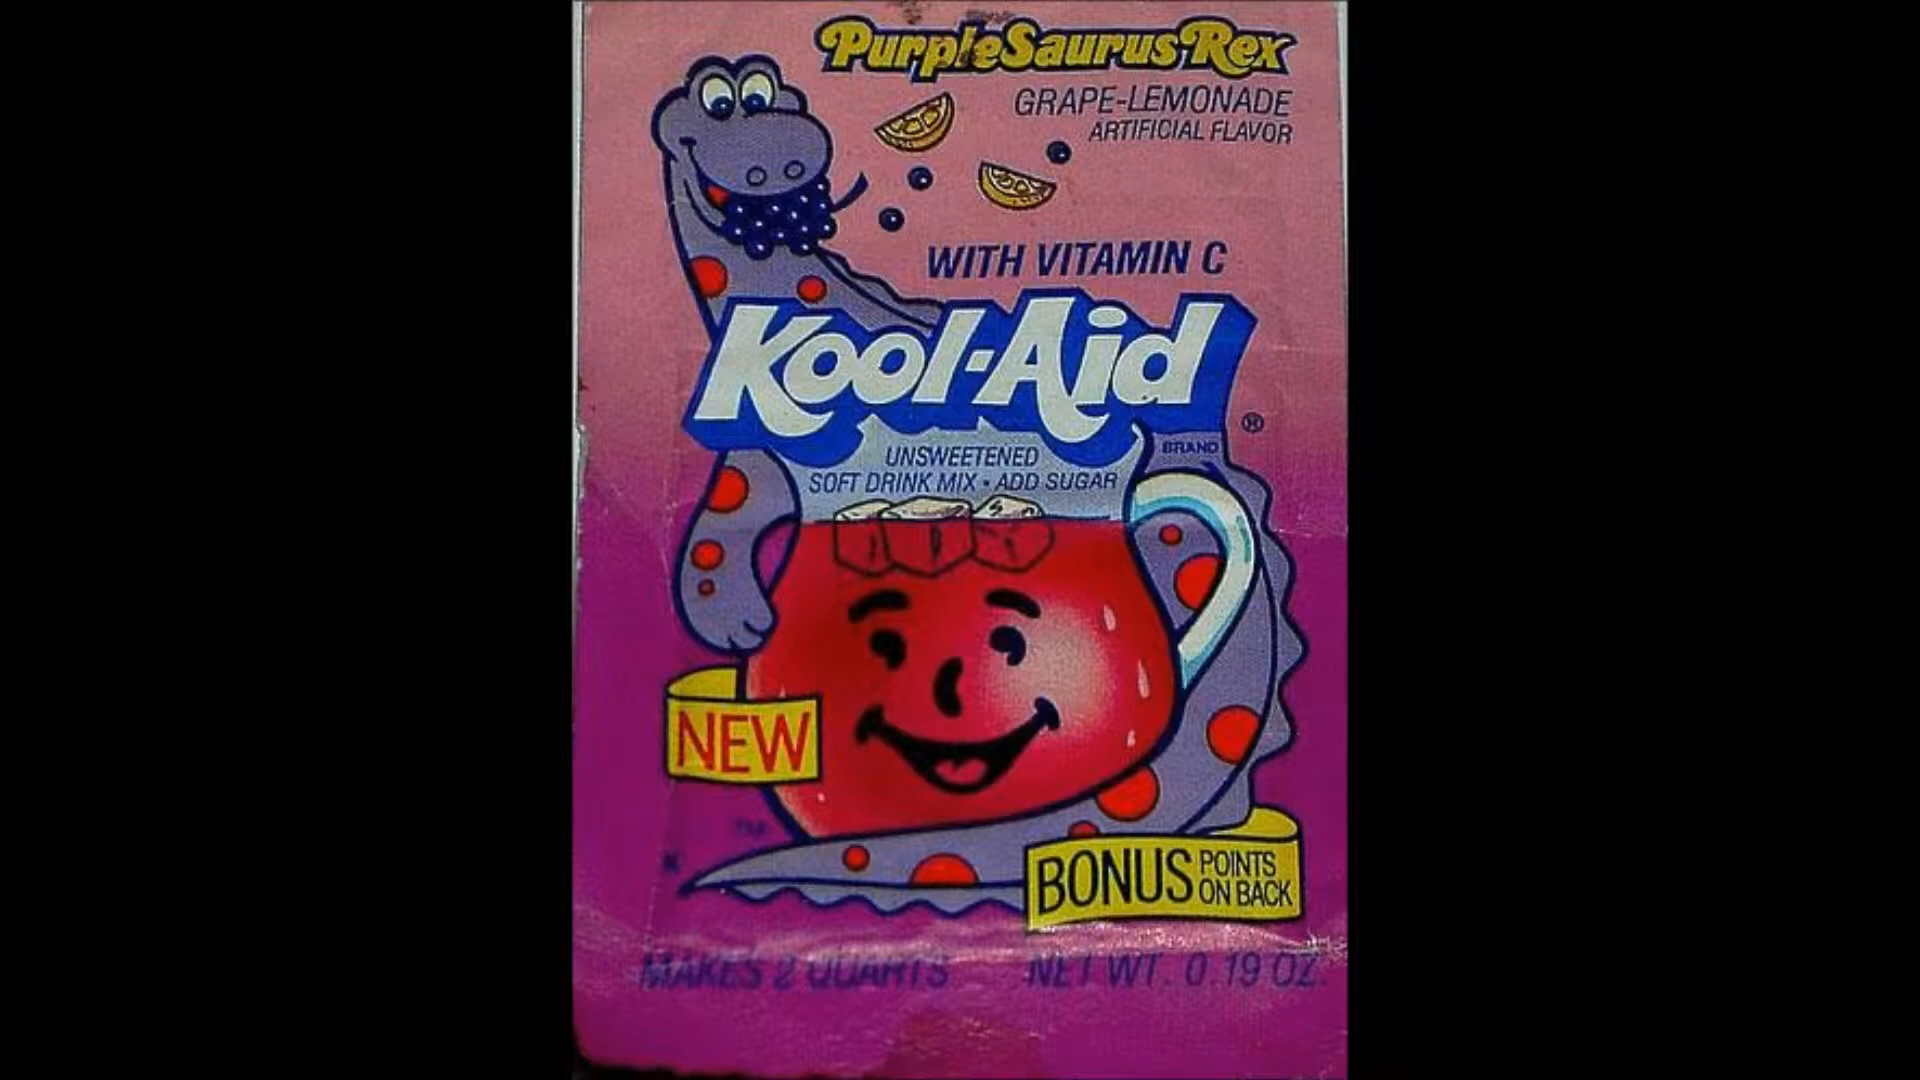 PurpleSaurus Rex
GRAPE-LEMONADE
ARTIFICIAL FLAVOR
WITH VITAMIN C
Kool-Aid
®
BRAND
UNSWEETENED
SOFT DRINK MIX • ADD SUGAR
NEW
TM
BONUS POINTS
ON BACK
MAKES 2 QUARTS NET WT. 0.19 OZ.